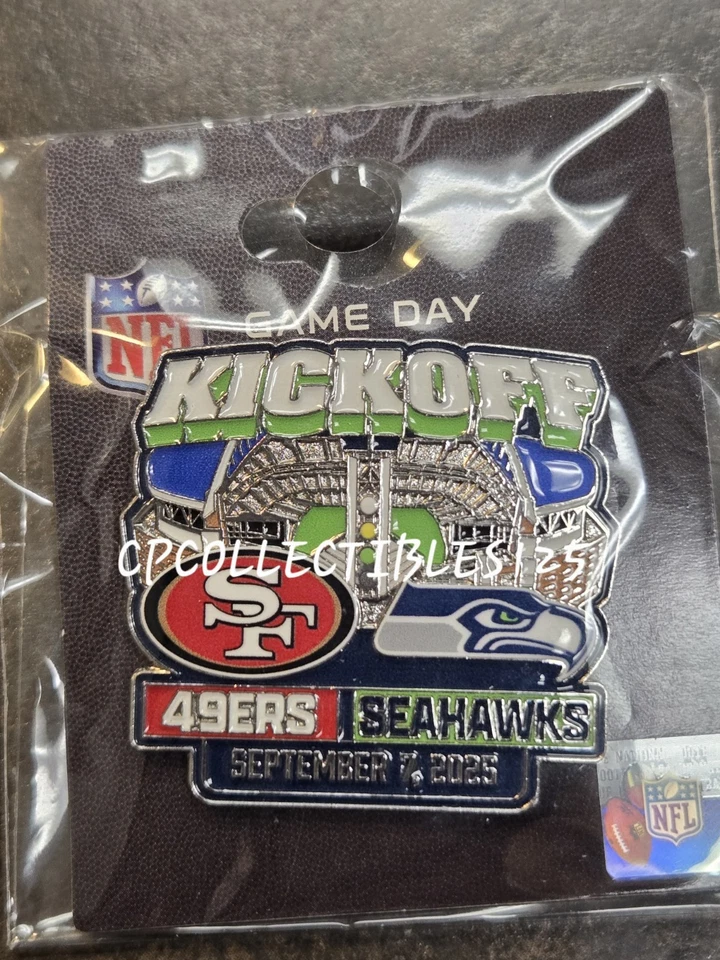 NFL
GAME DAY
KICKOFF
CPCOLLECTIBLES125
SF
49ERS SEAHAWKS
SEPTEMBER 7, 2025
NFL